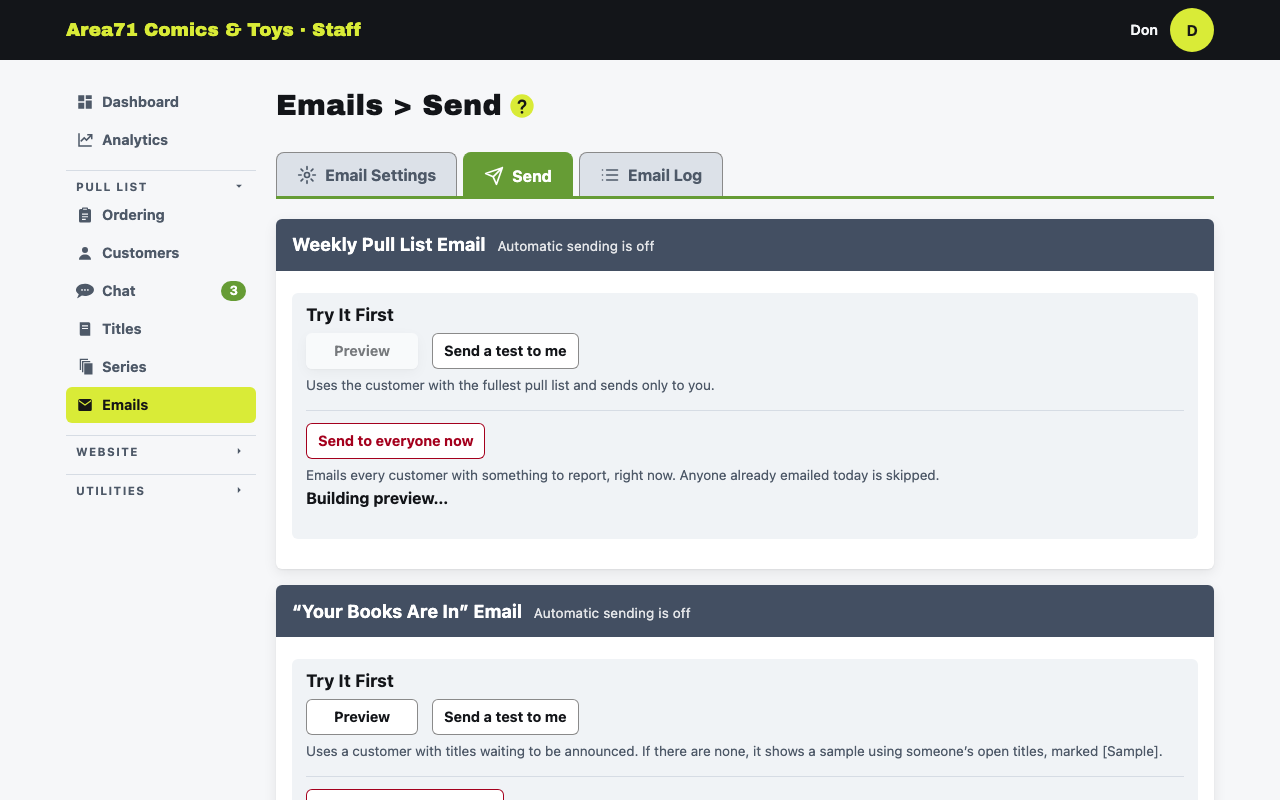 Area71 Comics & Toys · Staff
Don
D
Dashboard
Analytics
PULL LIST
Ordering
Customers
Chat
3
Titles
Series
Emails
WEBSITE
UTILITIES
Emails > Send ?
Email Settings
Send
Email Log
Weekly Pull List Email Automatic sending is off
Try It First
Preview
Send a test to me
Uses the customer with the fullest pull list and sends only to you.
Send to everyone now
Emails every customer with something to report, right now. Anyone already emailed today is skipped.
Building preview...
“Your Books Are In” Email Automatic sending is off
Try It First
Preview
Send a test to me
Uses a customer with titles waiting to be announced. If there are none, it shows a sample using someone’s open titles, marked [Sample].